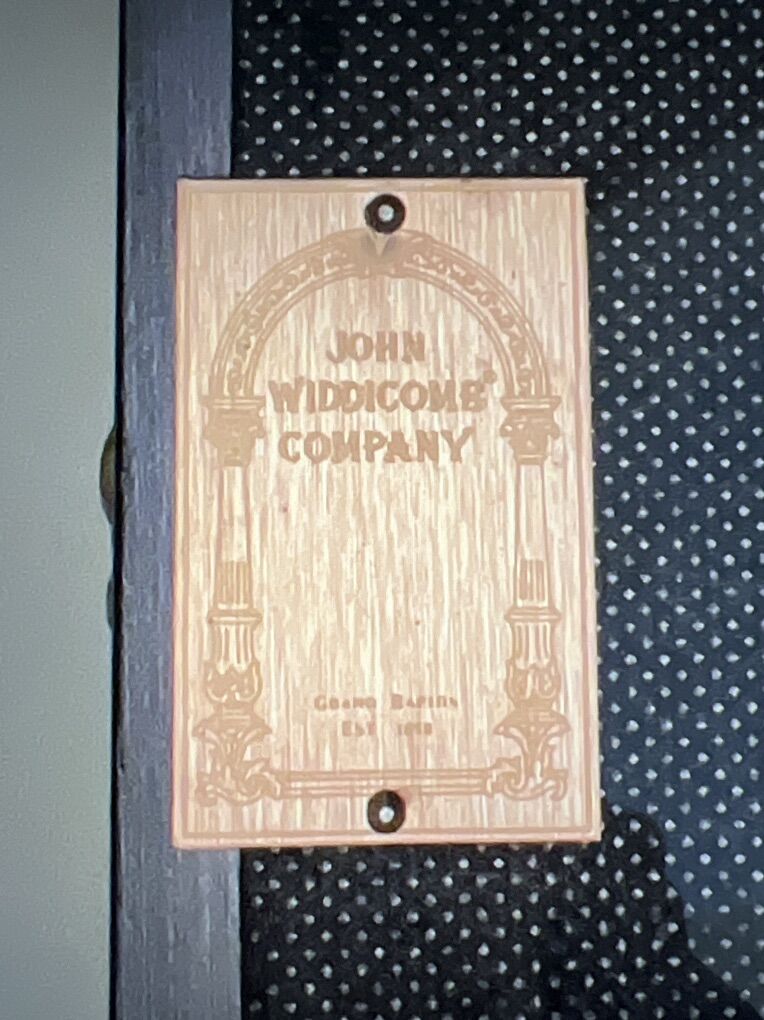 JOHN
WIDDICOMB®
COMPANY
GRAND RAPIDS
EST